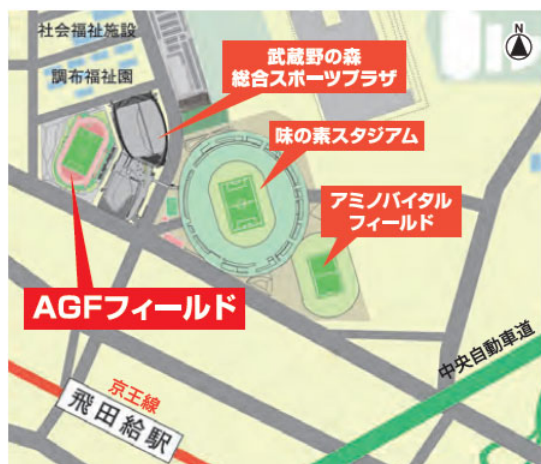 社会福祉施設
調布福祉園
武蔵野の森
総合スポーツプラザ
N
味の素スタジアム
アミノバイタル
フィールド
AGFフィールド
中央自動車道
京王線
飛田給駅